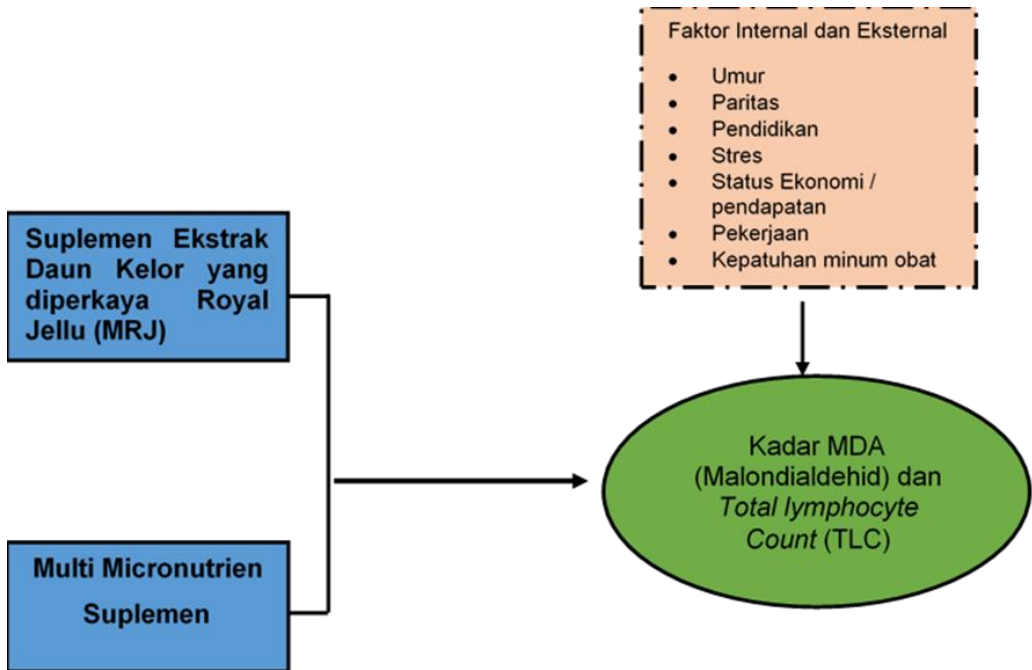 Faktor Internal dan Eksternal
• Umur
• Paritas
• Pendidikan
• Stres
• Status Ekonomi /
pendapatan
• Pekerjaan
• Kepatuhan minum obat
Suplemen Ekstrak
Daun Kelor yang
diperkaya Royal
Jellu (MRJ)
Kadar MDA
(Malondialdehid) dan
Total lymphocyte
Count (TLC)
Multi Micronutrien
Suplemen